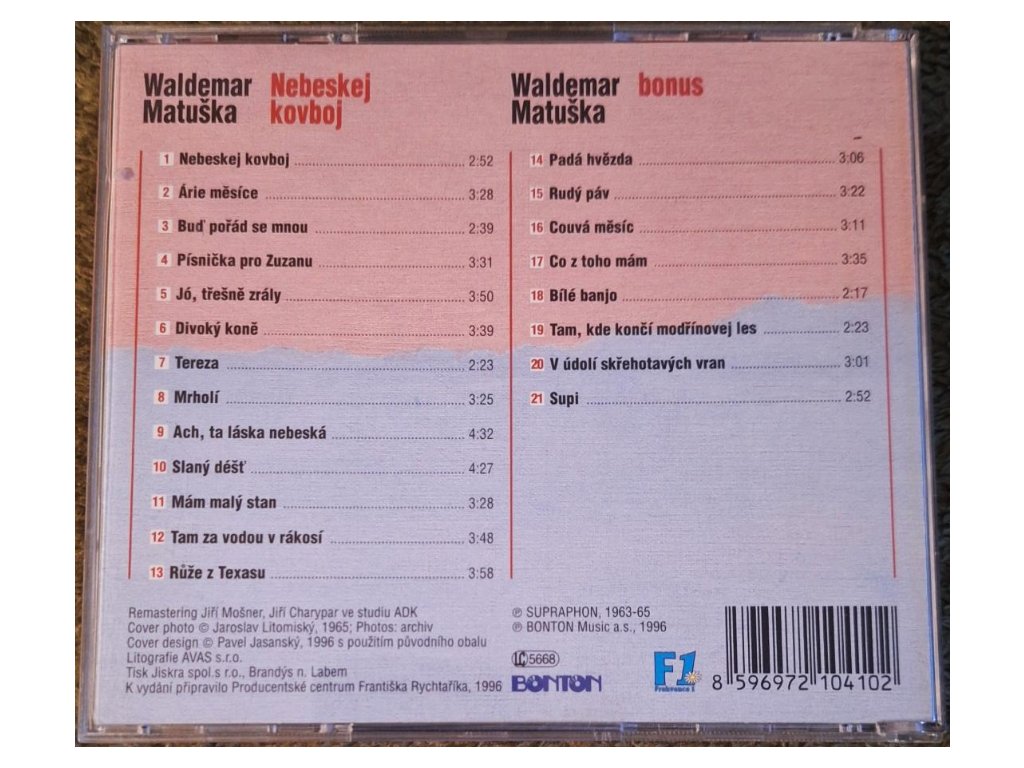 Waldemar Nebeskej
Matuška kovboj
1 Nebeskej kovboj 2:52
2 Árie měsíce 3:28
3 Buď pořád se mnou 2:39
4 Písnička pro Zuzanu 3:31
5 Jó, třešně zrály 3:50
6 Divoký koně 3:39
7 Tereza 2:23
8 Mrholí 3:25
9 Ach, ta láska nebeská 4:32
10 Slaný déšť 4:27
11 Mám malý stan 3:28
12 Tam za vodou v rákosí 3:48
13 Růže z Texasu 3:58
Waldemar bonus
Matuška
14 Padá hvězda 3:06
15 Rudý páv 3:22
16 Couvá měsíc 3:11
17 Co z toho mám 3:35
18 Bílé banjo 2:17
19 Tam, kde končí modřínovej les 2:23
20 V údolí skřehotavých vran 3:01
21 Supi 2:52
Remastering Jiří Mošner, Jiří Charypar ve studiu ADK
Cover photo © Jaroslav Litomiský, 1965; Photos: archiv
Cover design © Pavel Jasanský, 1996 s použitím původního obalu
Litografie AVAS s.r.o.
Tisk Jiskra spol.s r.o., Brandýs n. Labem
K vydání připravilo Producentské centrum Františka Rychtaříka, 1996
℗ SUPRAPHON, 1963-65
℗ BONTON Music a.s., 1996
LC 5668
BONTON
F1
Frekvence 1
8 596972 104102